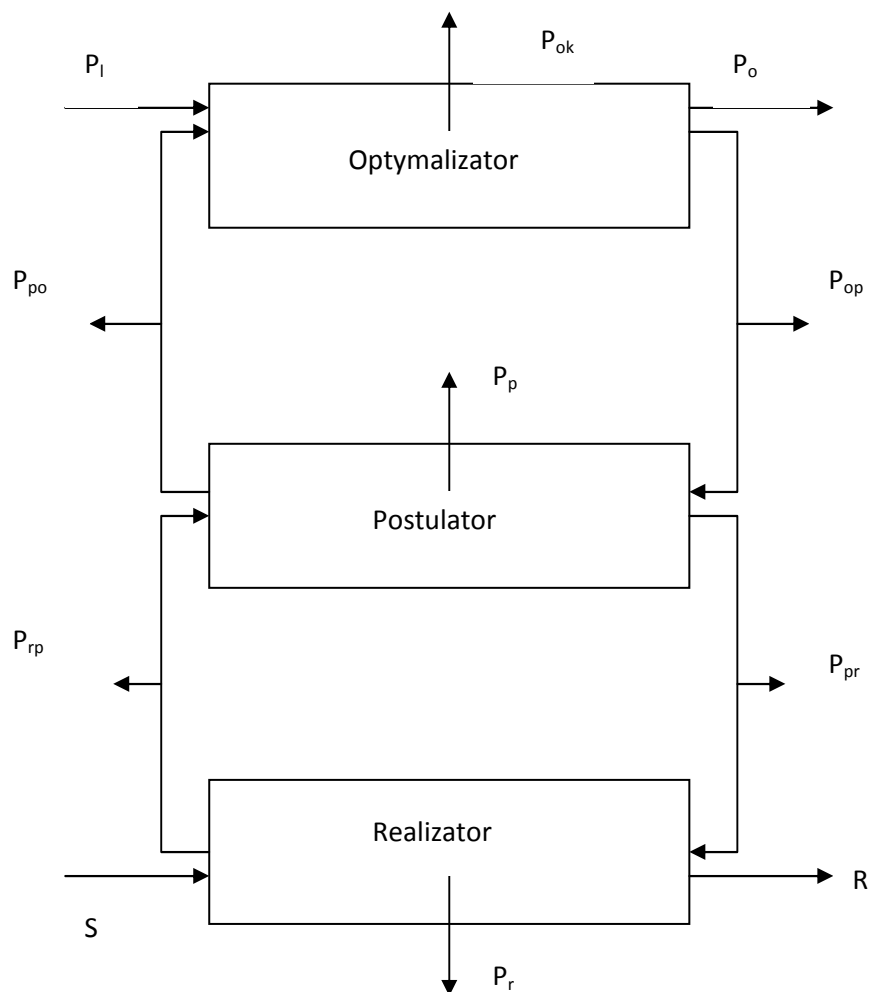 P_ok
P_I P_o
Optymalizator
P_po P_op
P_p
Postulator
P_rp P_pr
Realizator
S R
P_r